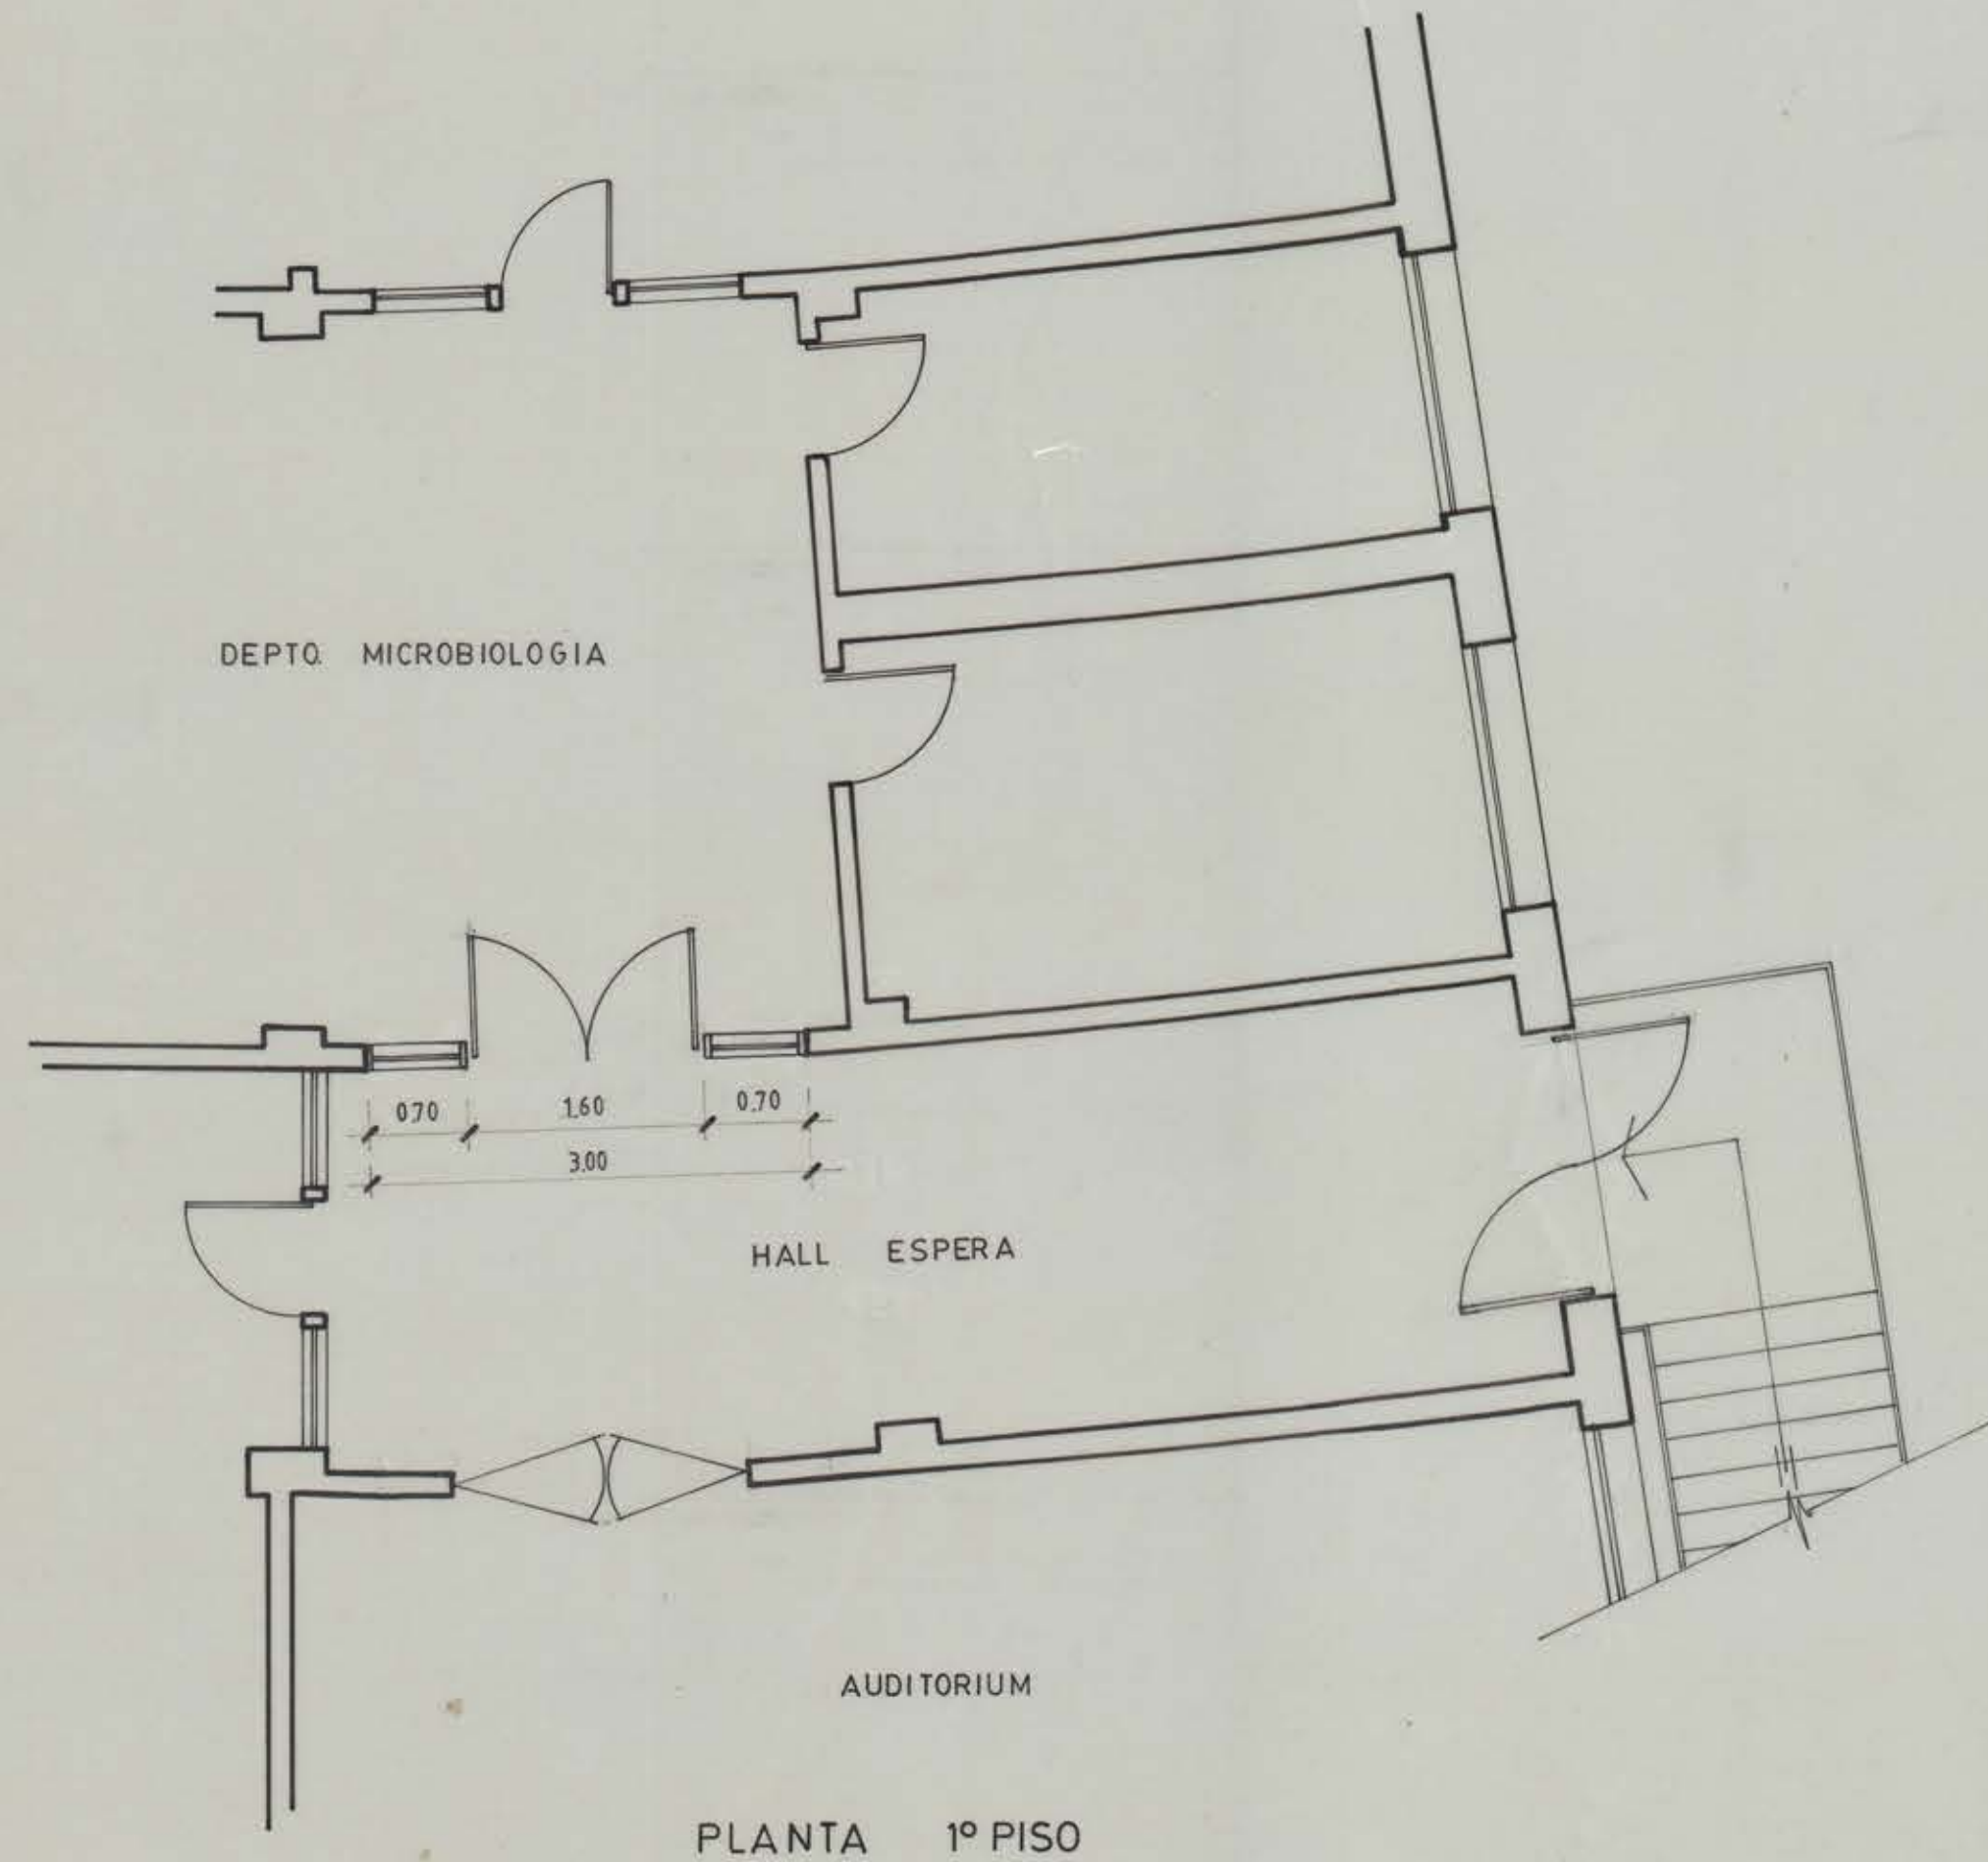 DEPTO. MICROBIOLOGIA
0.70 1.60 0.70
3.00
HALL ESPERA
AUDITORIUM
PLANTA 1º PISO